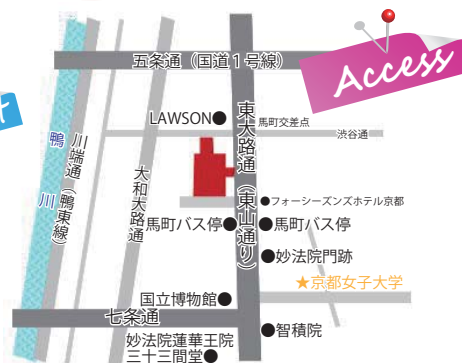 Access
五条通（国道1号線）
LAWSON
馬町交差点
渋谷通
東大路通（東山通り）
鴨川
川端通（鴨東線）
大和大路通
フォーシーズンズホテル京都
馬町バス停
馬町バス停
妙法院門跡
★京都女子大学
国立博物館
七条通
智積院
妙法院蓮華王院
三十三間堂